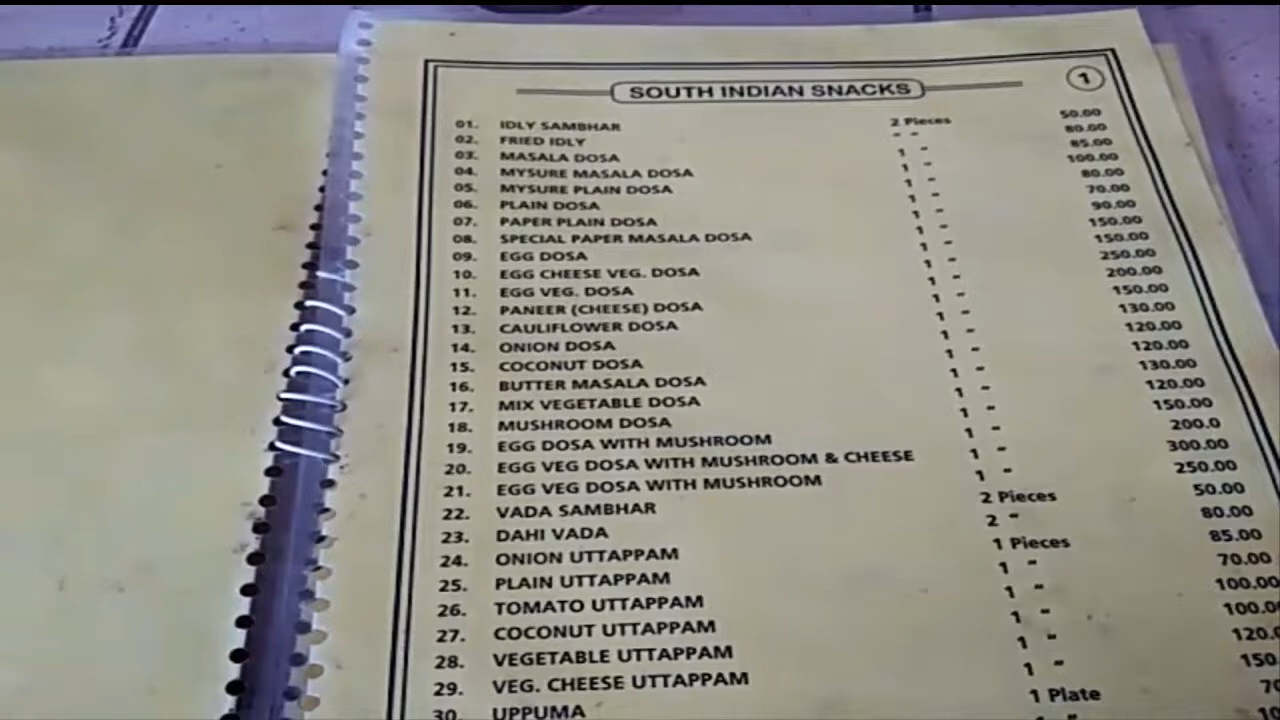 SOUTH INDIAN SNACKS 1
01. IDLY SAMBHAR 2 Pieces 50.00
02. FRIED IDLY " " 80.00
03. MASALA DOSA 1 " 85.00
04. MYSURE MASALA DOSA 1 " 100.00
05. MYSURE PLAIN DOSA 1 " 80.00
06. PLAIN DOSA 1 " 70.00
07. PAPER PLAIN DOSA 1 " 90.00
08. SPECIAL PAPER MASALA DOSA 1 " 150.00
09. EGG DOSA 1 " 150.00
10. EGG CHEESE VEG. DOSA 1 " 250.00
11. EGG VEG. DOSA 1 " 200.00
12. PANEER (CHEESE) DOSA 1 " 150.00
13. CAULIFLOWER DOSA 1 " 130.00
14. ONION DOSA 1 " 120.00
15. COCONUT DOSA 1 " 120.00
16. BUTTER MASALA DOSA 1 " 130.00
17. MIX VEGETABLE DOSA 1 " 120.00
18. MUSHROOM DOSA 1 " 150.00
19. EGG DOSA WITH MUSHROOM 1 " 200.0
20. EGG VEG DOSA WITH MUSHROOM & CHEESE 1 " 300.00
21. EGG VEG DOSA WITH MUSHROOM 1 " 250.00
22. VADA SAMBHAR 2 Pieces 50.00
23. DAHI VADA 2 " 80.00
24. ONION UTTAPPAM 1 Pieces 85.00
25. PLAIN UTTAPPAM 1 " 70.00
26. TOMATO UTTAPPAM 1 " 100.00
27. COCONUT UTTAPPAM 1 " 100.0
28. VEGETABLE UTTAPPAM 1 " 120.0
29. VEG. CHEESE UTTAPPAM 1 " 150
30. UPPUMA 1 Plate